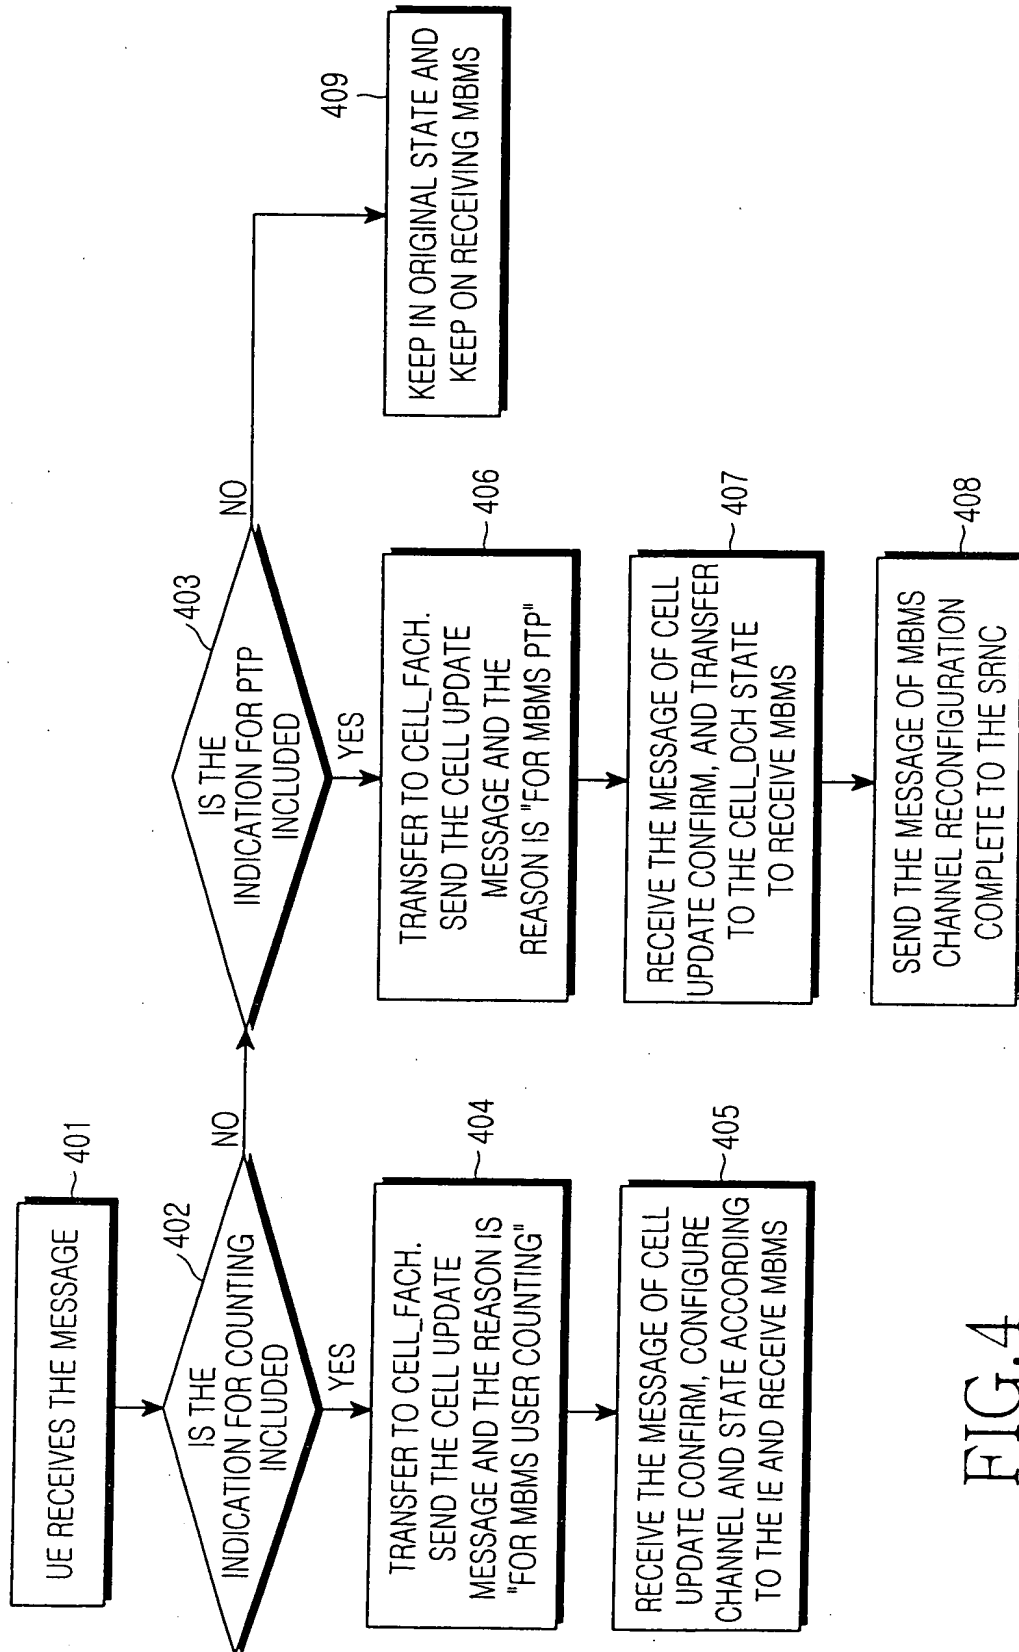 UE RECEIVES THE MESSAGE
401
IS THE
INDICATION FOR COUNTING
INCLUDED
402
NO
YES
IS THE
INDICATION FOR PTP
INCLUDED
403
NO
YES
TRANSFER TO CELL_FACH.
SEND THE CELL UPDATE
MESSAGE AND THE REASON IS
"FOR MBMS USER COUNTING"
404
RECEIVE THE MESSAGE OF CELL
UPDATE CONFIRM, CONFIGURE
CHANNEL AND STATE ACCORDING
TO THE IE AND RECEIVE MBMS
405
TRANSFER TO CELL_FACH.
SEND THE CELL UPDATE
MESSAGE AND THE
REASON IS "FOR MBMS PTP"
406
RECEIVE THE MESSAGE OF CELL
UPDATE CONFIRM, AND TRANSFER
TO THE CELL_DCH STATE
TO RECEIVE MBMS
407
SEND THE MESSAGE OF MBMS
CHANNEL RECONFIGURATION
COMPLETE TO THE SRNC
408
KEEP IN ORIGINAL STATE AND
KEEP ON RECEIVING MBMS
409
FIG.4